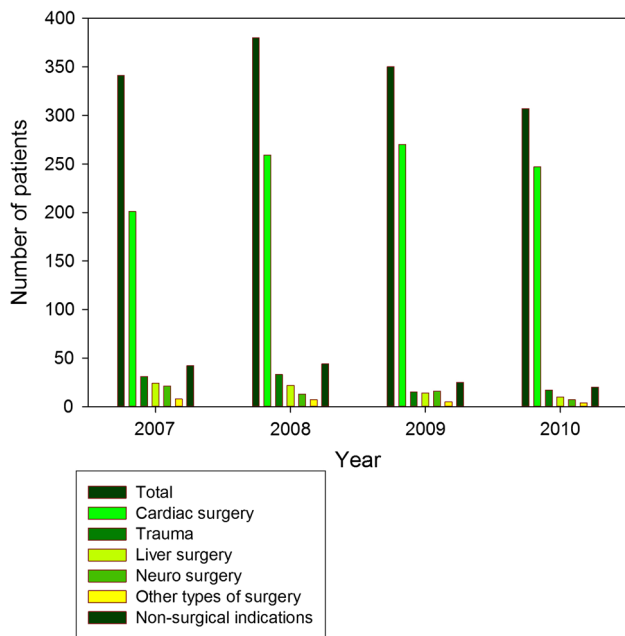 400
350
300
250
200
150
100
50
0
Number of patients
2007 2008 2009 2010
Year
Total
Cardiac surgery
Trauma
Liver surgery
Neuro surgery
Other types of surgery
Non-surgical indications